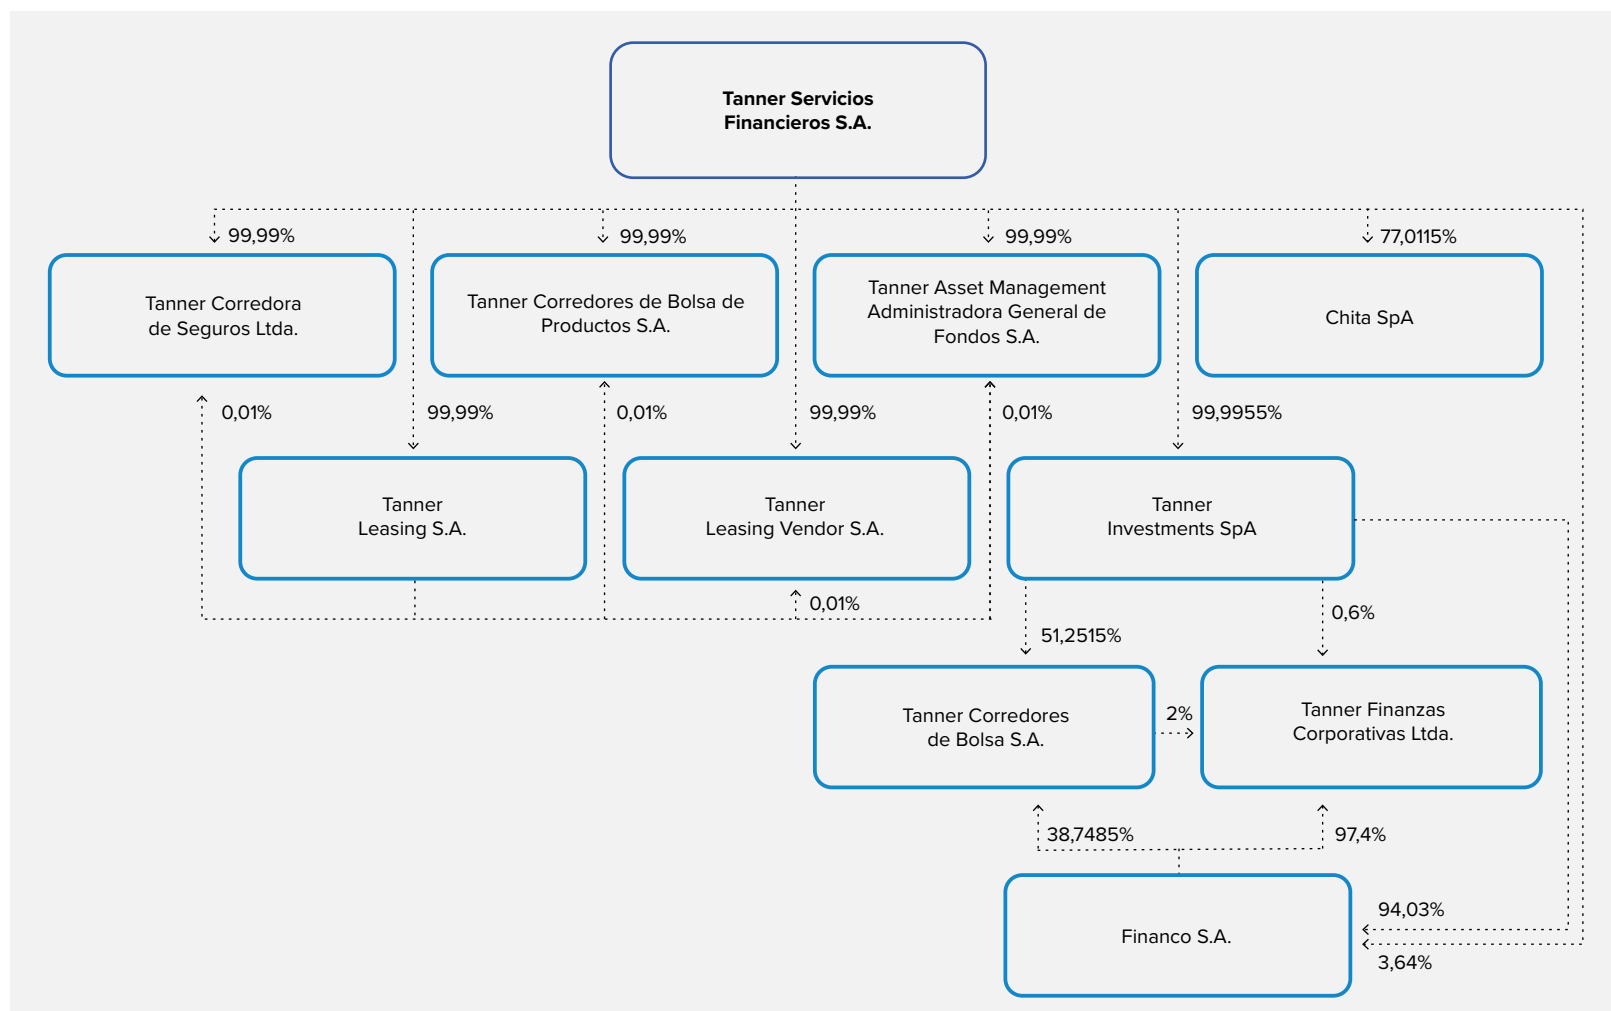 Tanner Servicios
Financieros S.A.
99,99%
99,99%
99,99%
77,0115%
Tanner Corredora
de Seguros Ltda.
Tanner Corredores de Bolsa de
Productos S.A.
Tanner Asset Management
Administradora General de
Fondos S.A.
Chita SpA
0,01%
99,99%
0,01%
99,99%
0,01%
99,9955%
Tanner
Leasing S.A.
Tanner
Leasing Vendor S.A.
Tanner
Investments SpA
0,01%
51,2515%
0,6%
Tanner Corredores
de Bolsa S.A.
2%
Tanner Finanzas
Corporativas Ltda.
38,7485%
97,4%
Financo S.A.
94,03%
3,64%